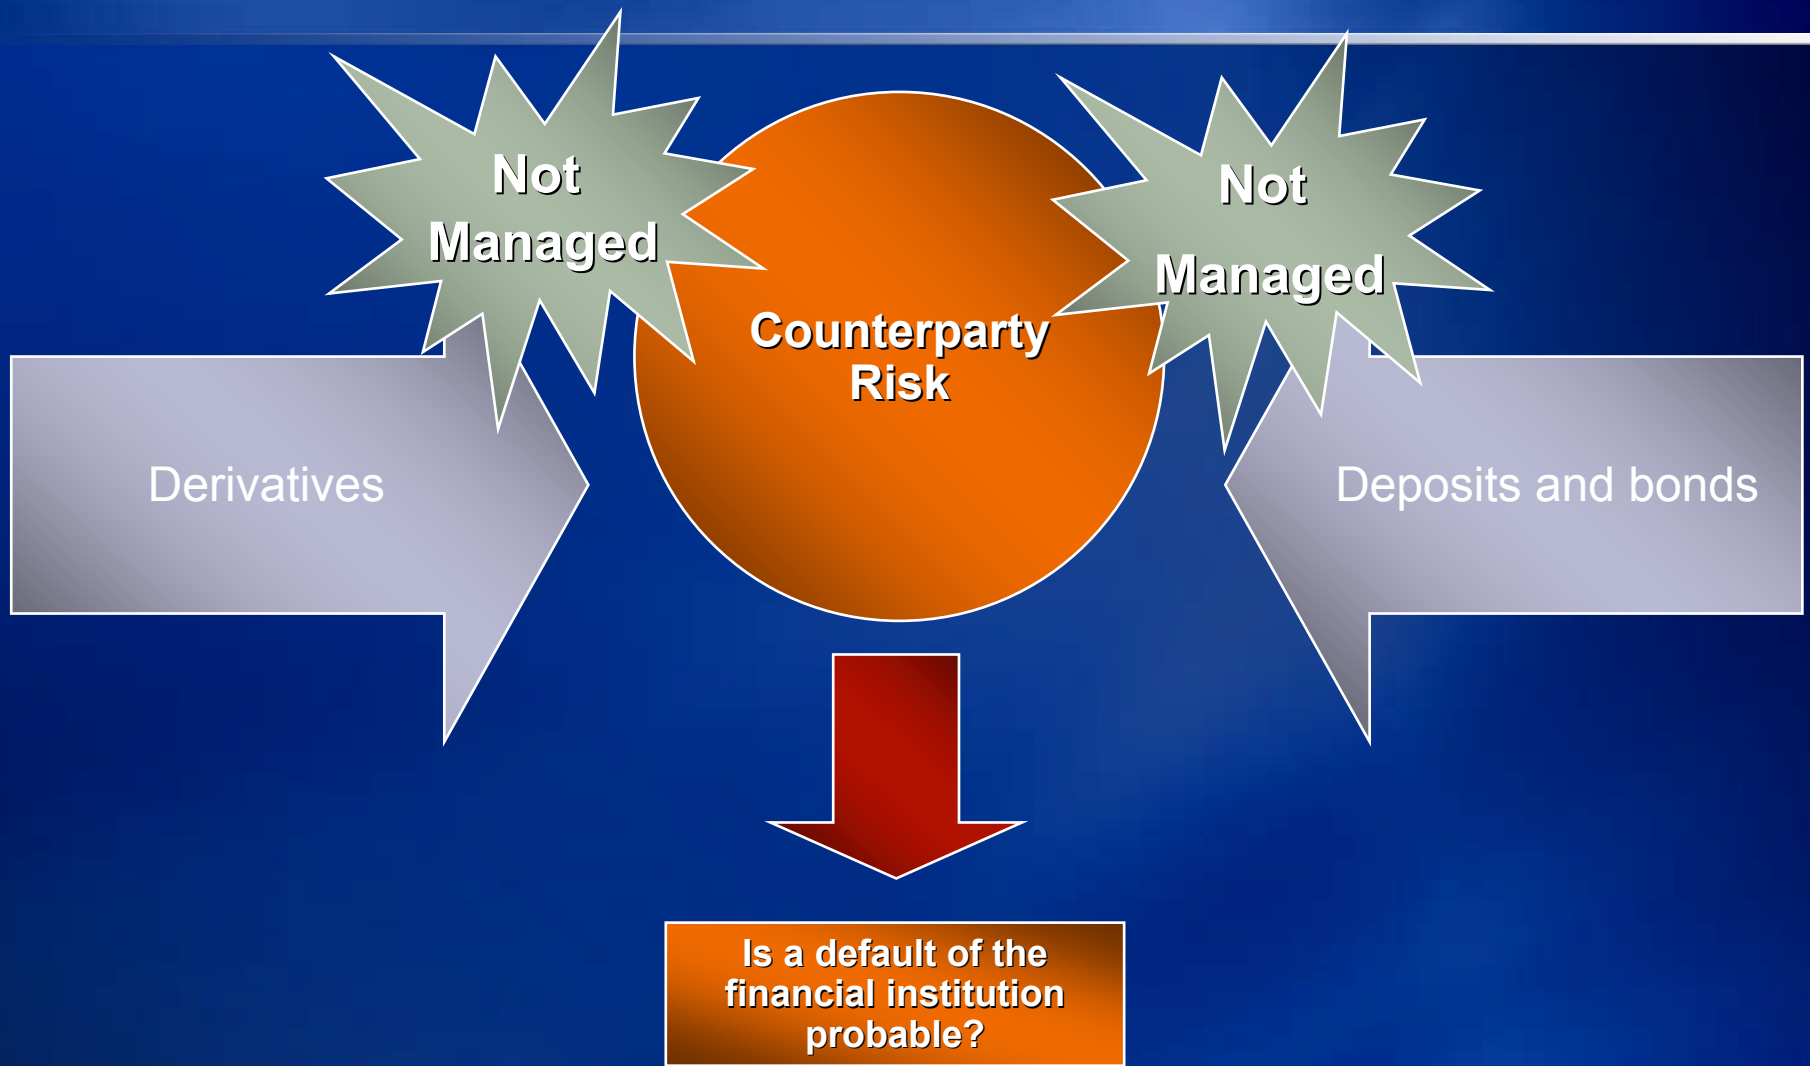 Not
Managed
Not
Managed
Counterparty
Risk
Derivatives
Deposits and bonds
Is a default of the
financial institution
probable?